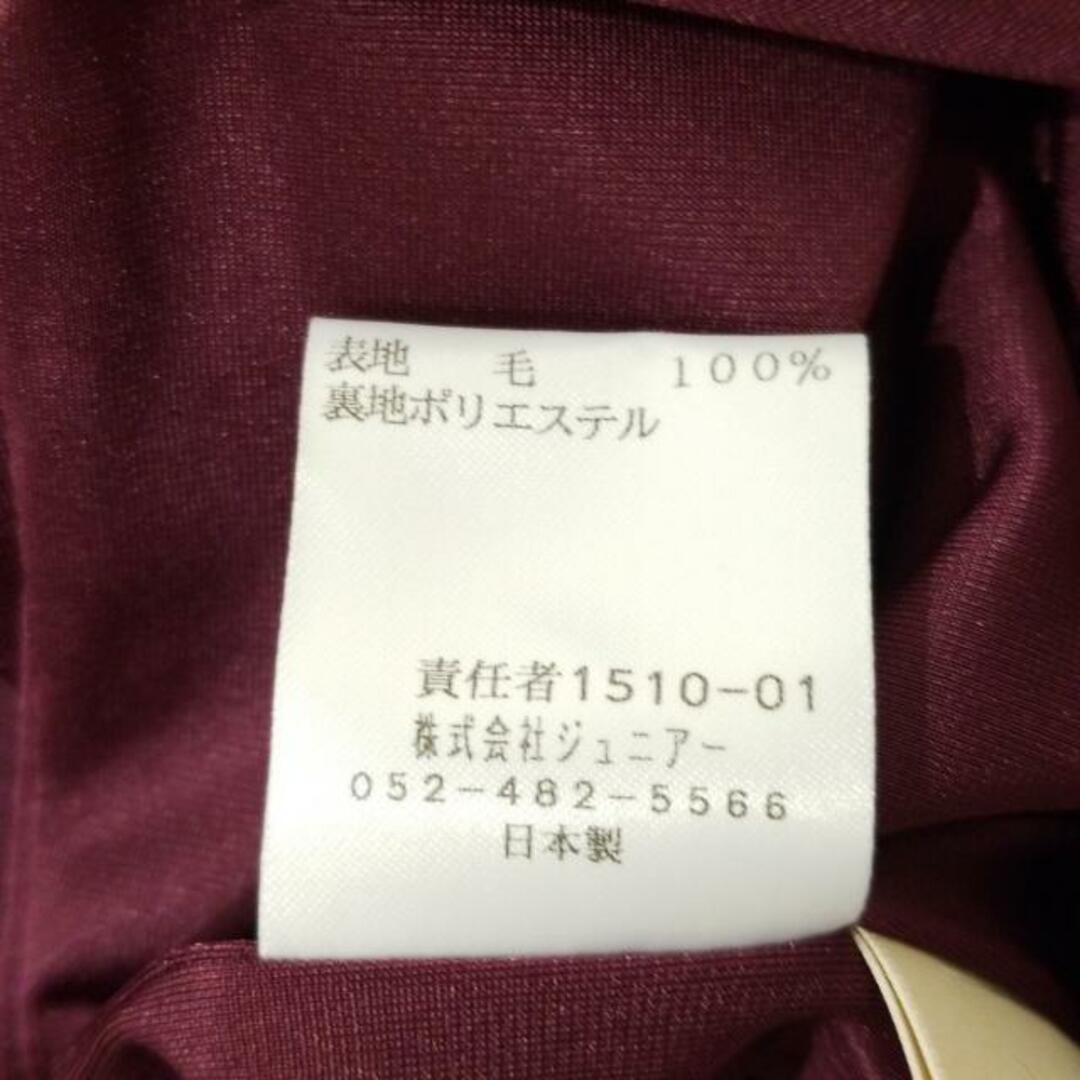 表地 毛 100%
裏地ポリエステル
責任者1510-01
株式会社ジュニアー
052-482-5566
日本製